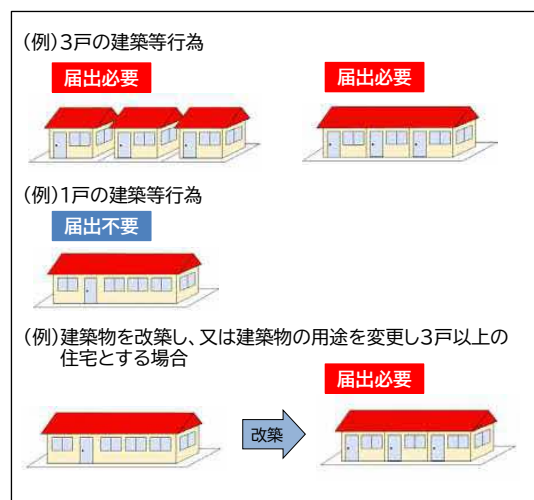 (例)3戸の建築等行為
届出必要
届出必要
(例)1戸の建築等行為
届出不要
(例)建築物を改築し、又は建築物の用途を変更し3戸以上の
住宅とする場合
届出必要
改築